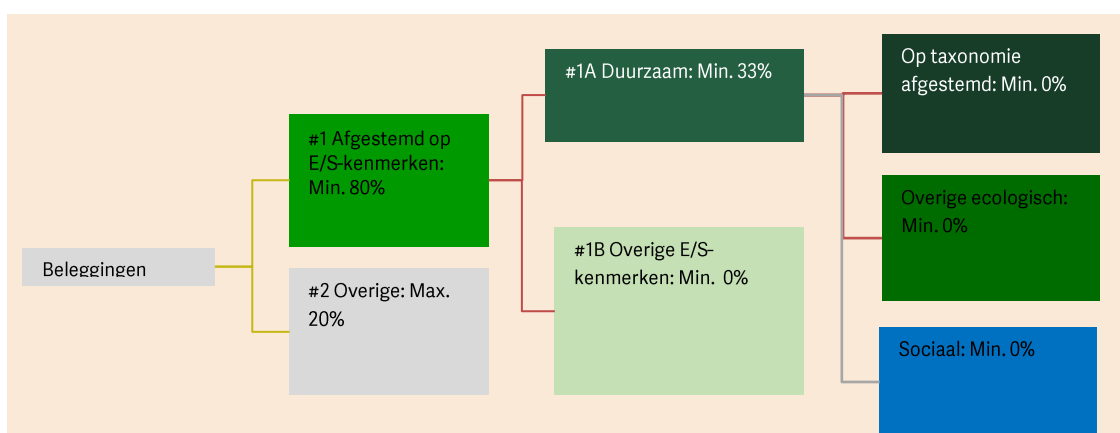 Beleggingen
#1 Afgestemd op
E/S-kenmerken:
Min. 80%
#2 Overige: Max.
20%
#1A Duurzaam: Min. 33%
#1B Overige E/S-
kenmerken: Min. 0%
Op taxonomie
afgestemd: Min. 0%
Overige ecologisch:
Min. 0%
Sociaal: Min. 0%